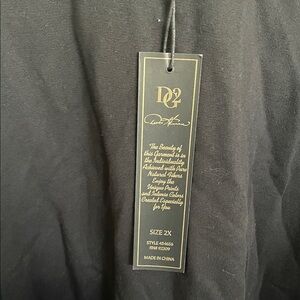 DG2
The Beauty of
this Garment is in
the Individuality
Achieved with Pure
Natural Fibers
Enjoy the
Unique Prints
and Intense Colors
Created Especially
for You
SIZE 2X
MADE IN CHINA